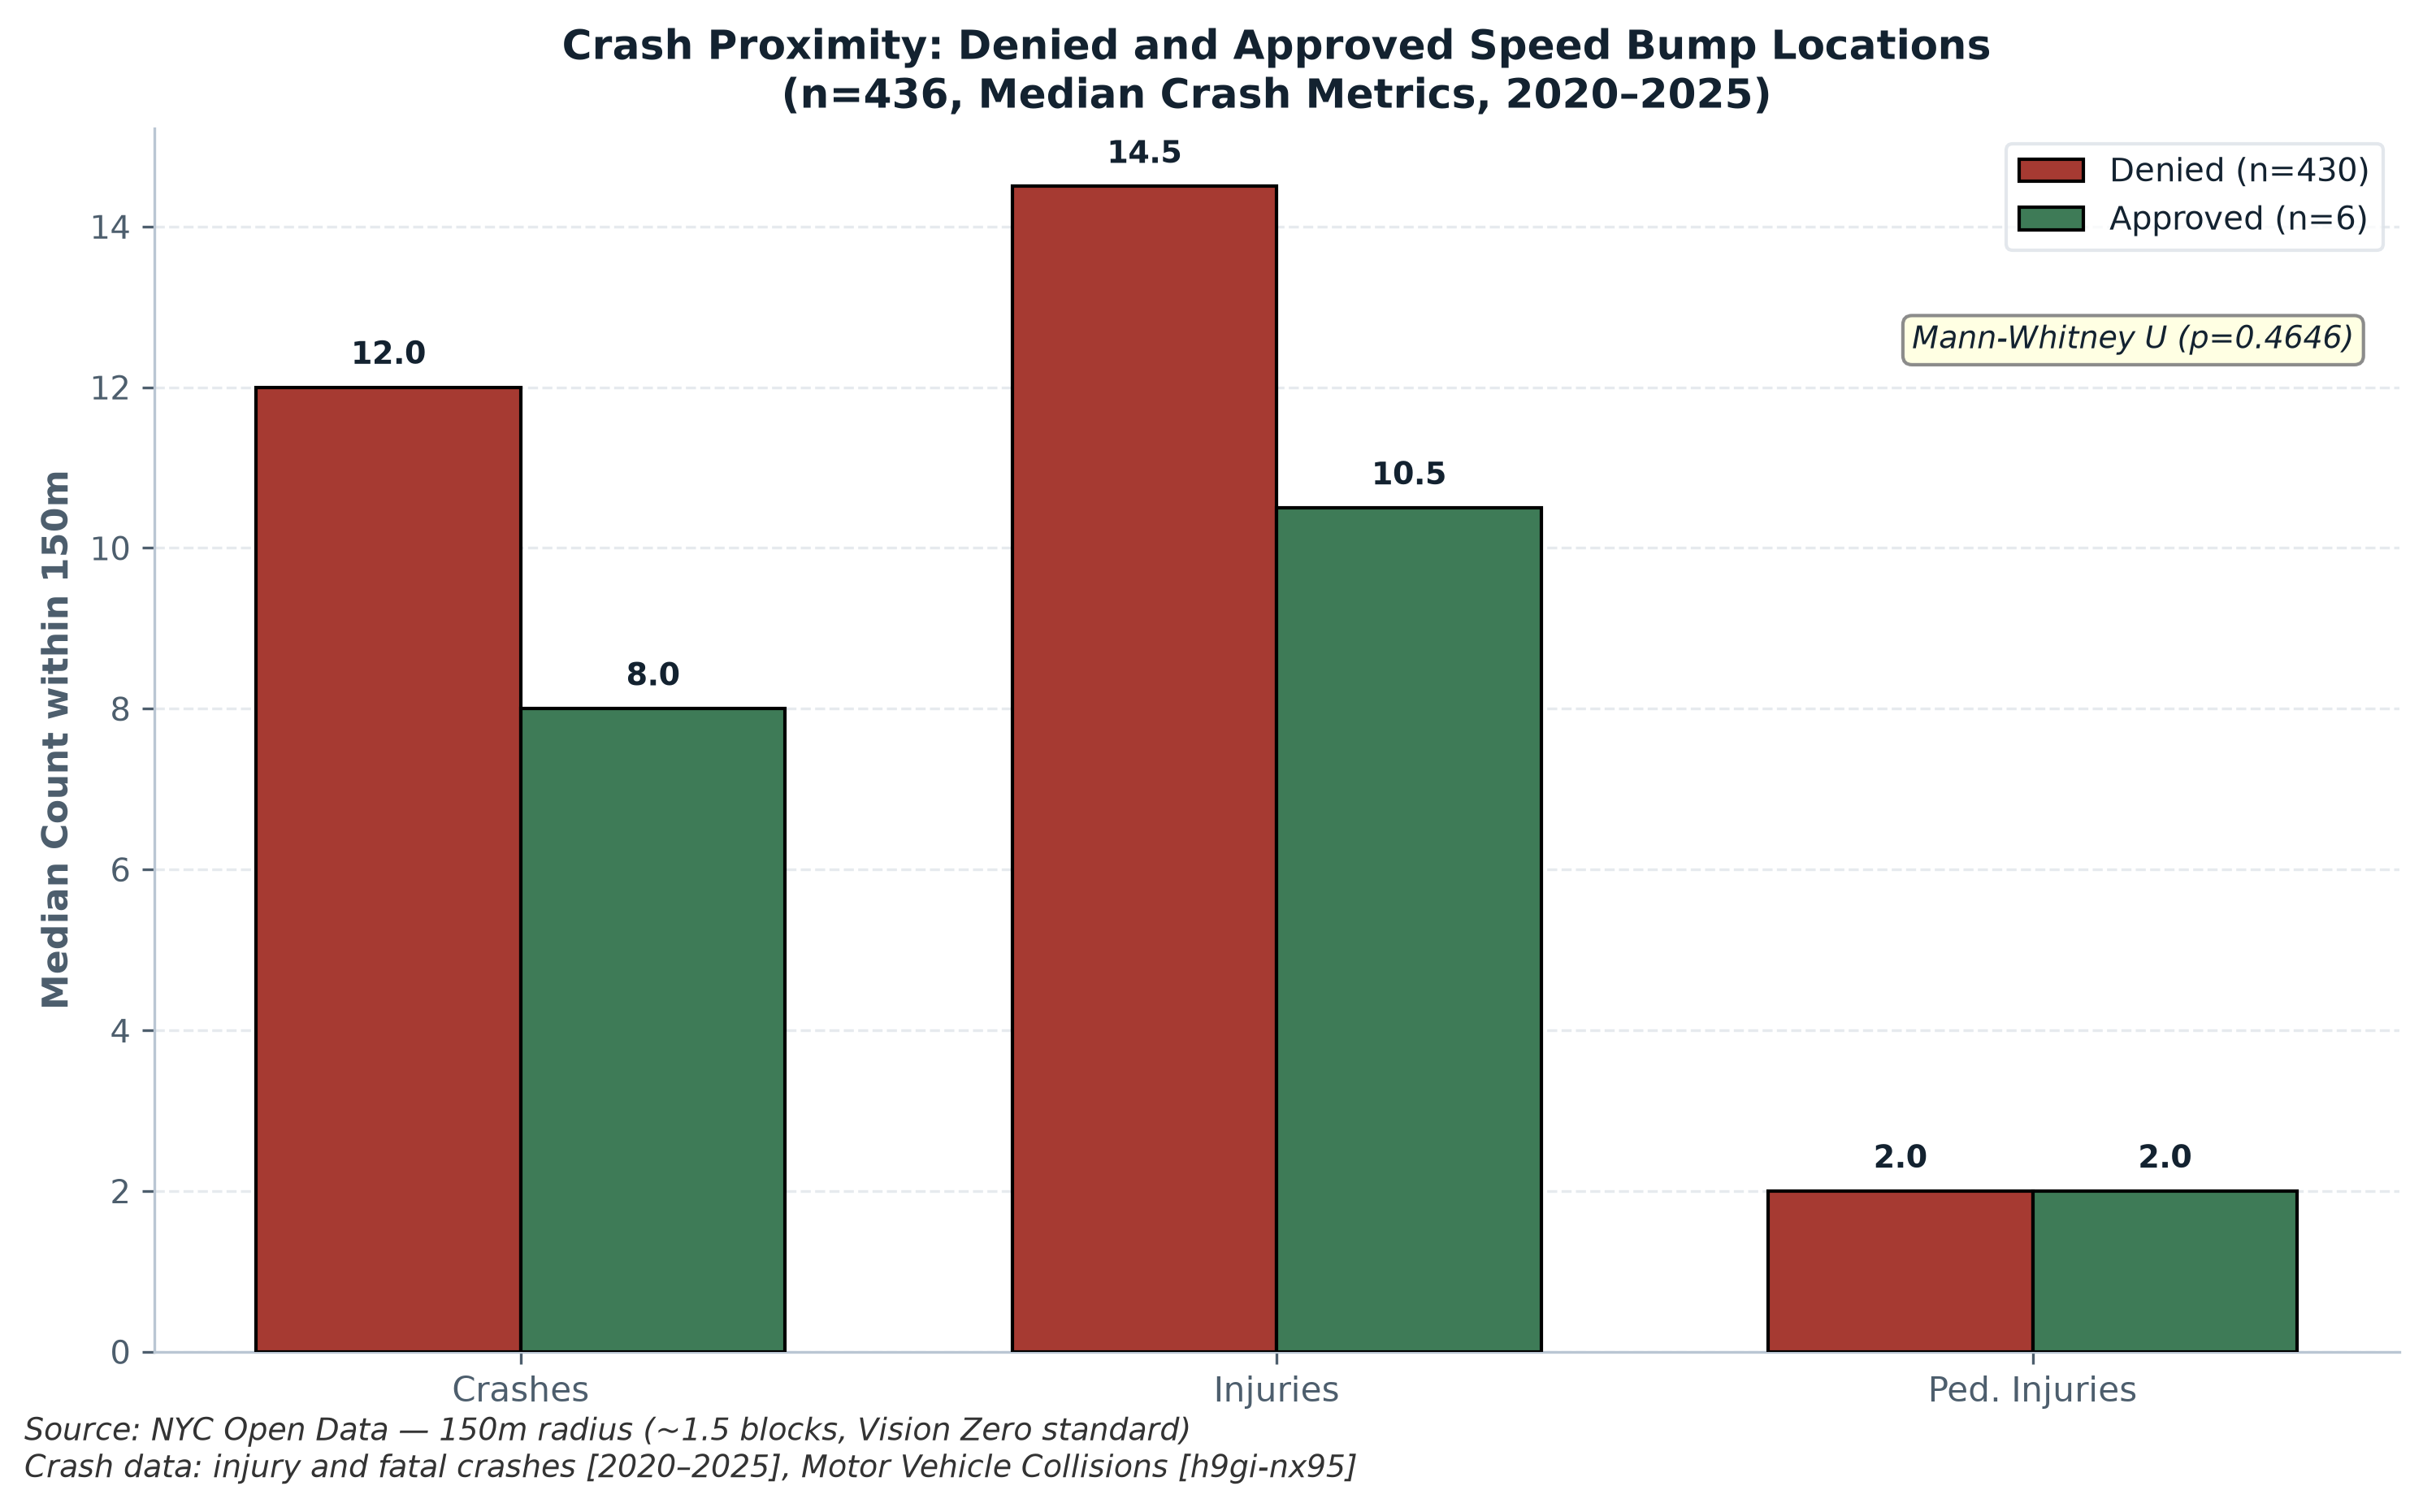 Crash Proximity: Denied and Approved Speed Bump Locations
(n=436, Median Crash Metrics, 2020–2025)
Denied (n=430)
Approved (n=6)
Mann-Whitney U (p=0.4646)
Median Count within 150m
14
12
10
8
6
4
2
0
12.0
8.0
14.5
10.5
2.0
2.0
Crashes
Injuries
Ped. Injuries
Source: NYC Open Data — 150m radius (~1.5 blocks, Vision Zero standard)
Crash data: injury and fatal crashes [2020–2025], Motor Vehicle Collisions [h9gi-nx95]